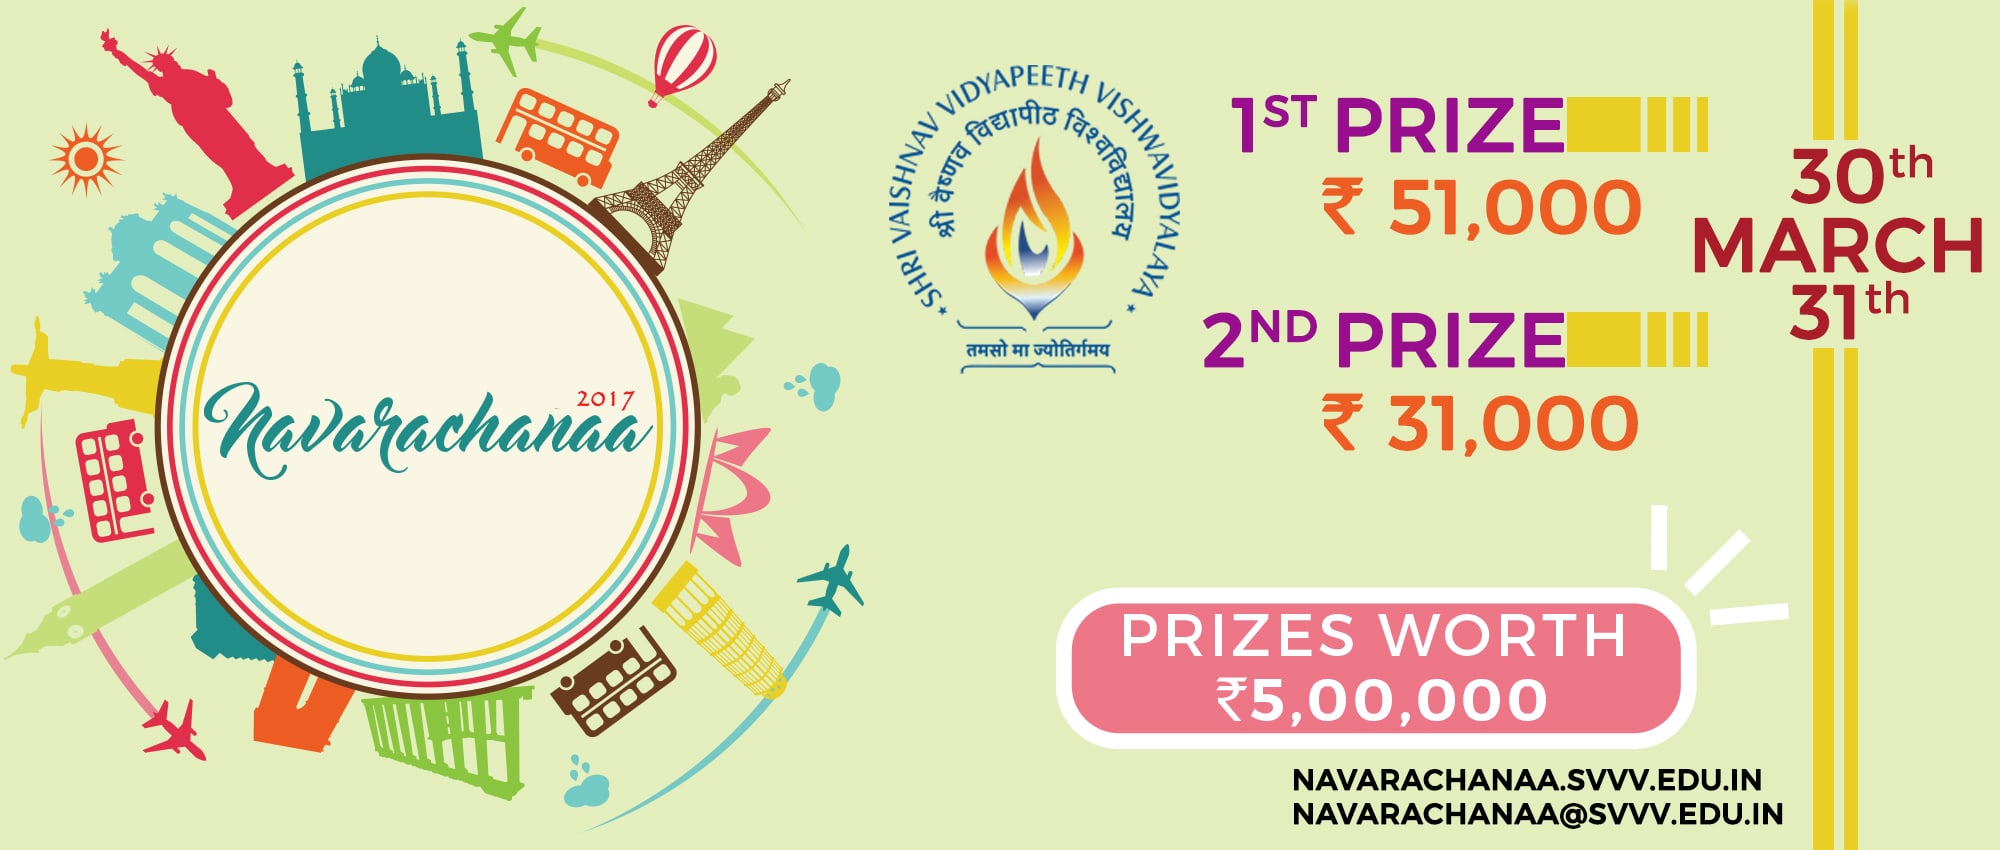 2017
Navarachanaa
SHRI VAISHNAV VIDYAPEETH VISHWAVIDYALAYA
श्री वैष्णव विद्यापीठ विश्वविद्यालय
तमसो मा ज्योतिर्गमय
1ST PRIZE
₹ 51,000
2ND PRIZE
₹ 31,000
30th
MARCH
31th
PRIZES WORTH
₹5,00,000
NAVARACHANAA.SVVV.EDU.IN
NAVARACHANAA@SVVV.EDU.IN